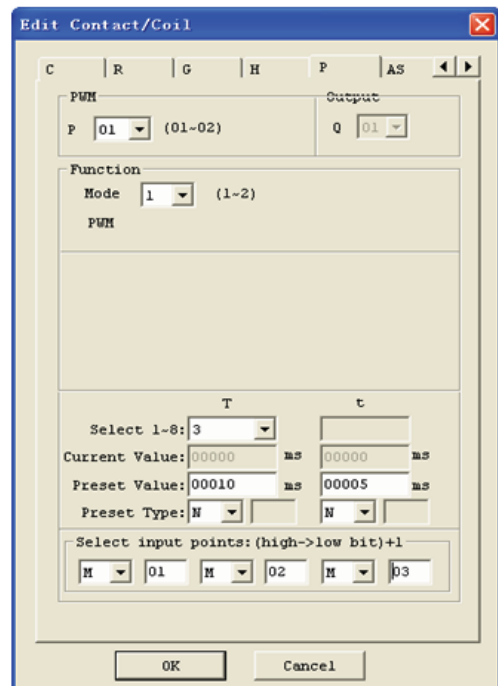 Edit Contact/Coil
C R G H P AS
PWM Output
P 01 (01~02) Q 01
Function
Mode 1 (1~2)
PWM
T t
Select 1~8: 3
Current Value: 00000 ms 00000 ms
Preset Value: 00010 ms 00005 ms
Preset Type: N N
Select input points:(high->low bit)+1
M 01 M 02 M 03
OK Cancel